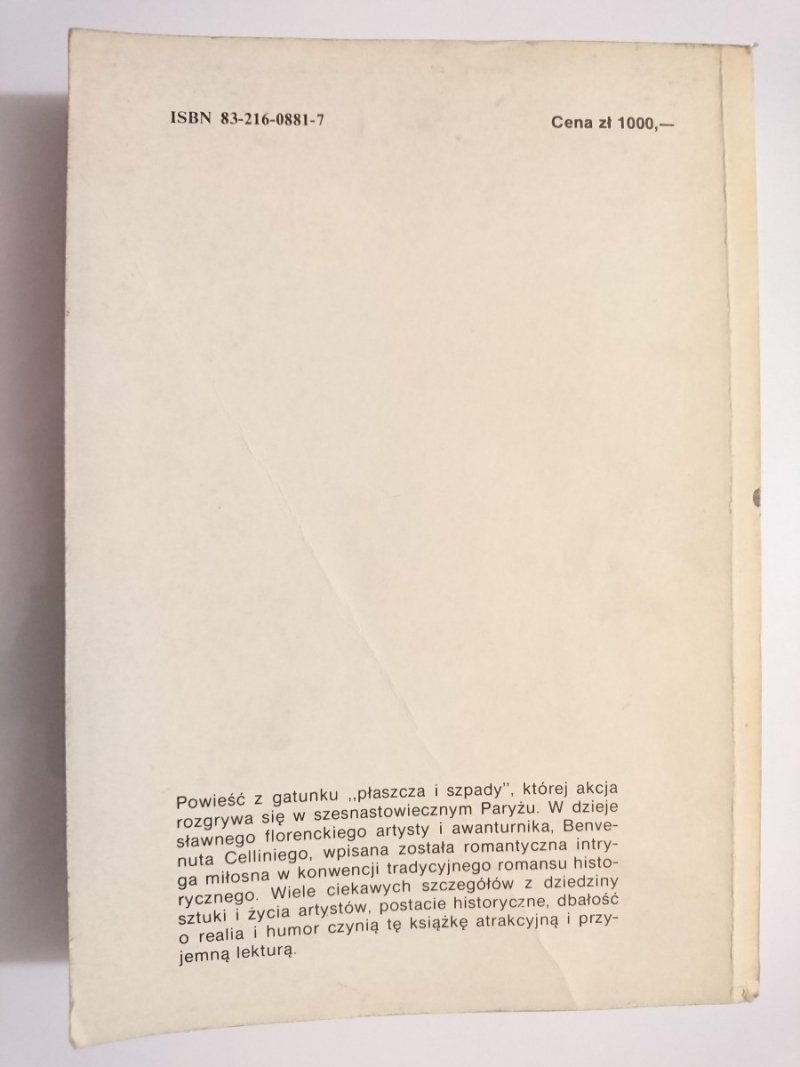 ISBN 83-216-0881-7
Cena zł 1000,—
Powieść z gatunku ,,płaszcza i szpady", której akcja
rozgrywa się w szesnastowiecznym Paryżu. W dzieje
sławnego florenckiego artysty i awanturnika, Benve-
nuta Celliniego, wpisana została romantyczna intry-
ga miłosna w konwencji tradycyjnego romansu histo-
rycznego. Wiele ciekawych szczegółów z dziedziny
sztuki i życia artystów, postacie historyczne, dbałość
o realia i humor czynią tę książkę atrakcyjną i przy-
jemną lekturą.